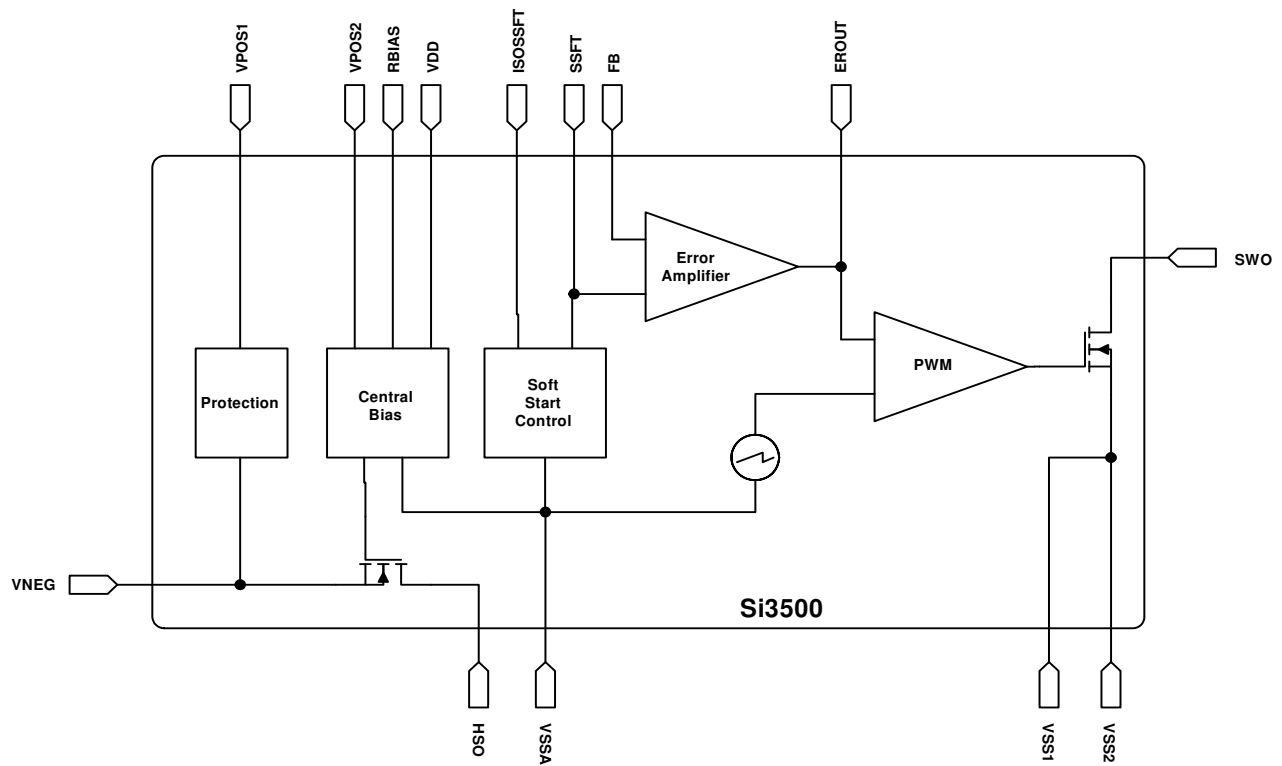 VPOS1
VPOS2
RBIAS
VDD
ISOSSFT
SSFT
FB
EROUT
Error
Amplifier
SWO
PWM
Protection
Central
Bias
Soft
Start
Control
VNEG
Si3500
HSO
VSSA
VSS1
VSS2